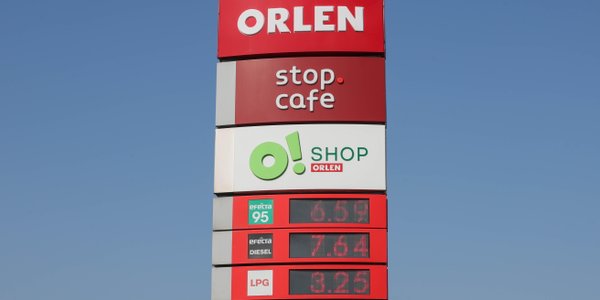 ORLEN
stop.
cafe
O! SHOP
ORLEN
efecta
95
6.59
efecta
DIESEL
7.64
LPG
3.25